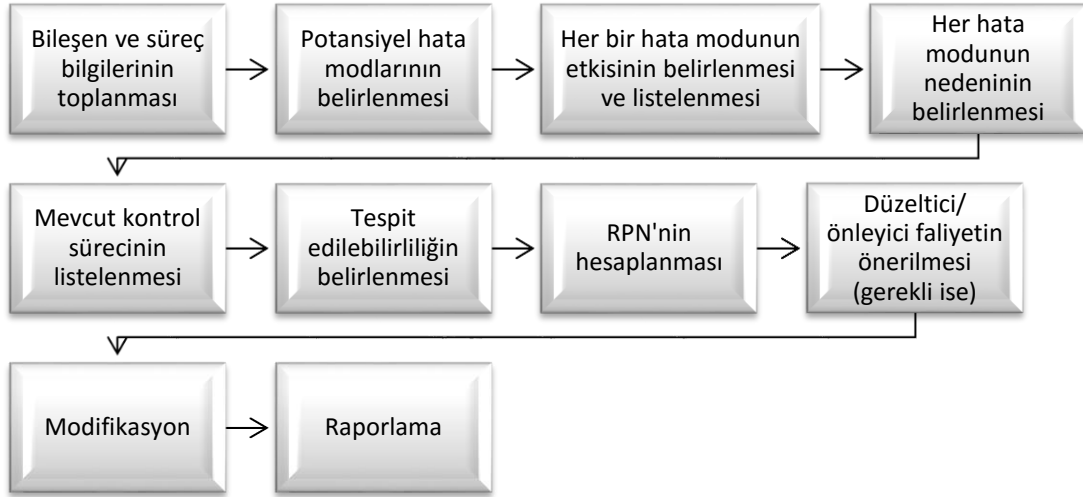 Bileşen ve süreç
bilgilerinin
toplanması
Potansiyel hata
modlarının
belirlenmesi
Her bir hata modunun
etkisinin belirlenmesi
ve listelenmesi
Her hata
modunun
nedeninin
belirlenmesi
Mevcut kontrol
sürecinin
listelenmesi
Tespit
edilebilirliliğin
belirlenmesi
RPN'nin
hesaplanması
Düzeltici/
önleyici faliyetin
önerilmesi
(gerekli ise)
Modifikasyon
Raporlama